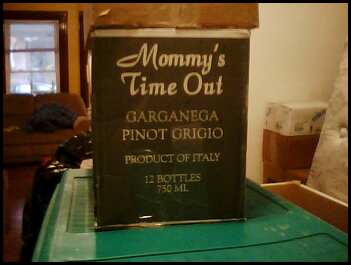 Mommy's
Time Out
GARGANEGA
PINOT GRIGIO
PRODUCT OF ITALY
12 BOTTLES
750 ML